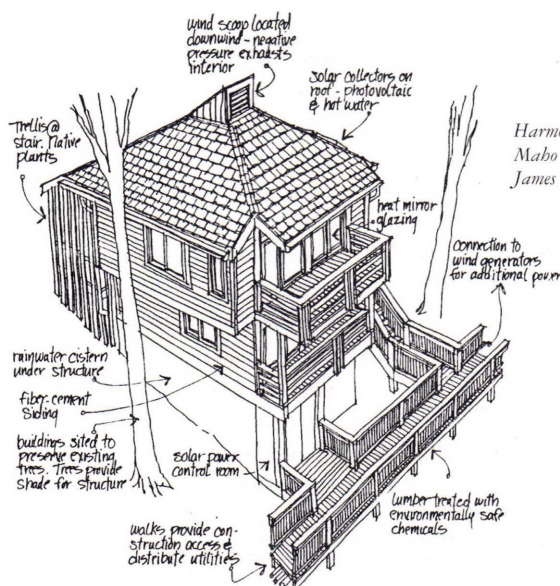 wind scoop located
downwind - negative
pressure exhausts
interior
solar collectors on
roof - photovoltaic
& hot water
Trellis @
stair. Native
plants
Harmo
Maho
James
heat mirror
glazing
connection to
wind generators
for additional power
rainwater cistern
under structure
fiber-cement
siding
buildings sited to
preserve existing
trees. Trees provide
shade for structure
solar power
control room
lumber treated with
environmentally safe
chemicals
walks provide con-
struction access &
distribute utilities